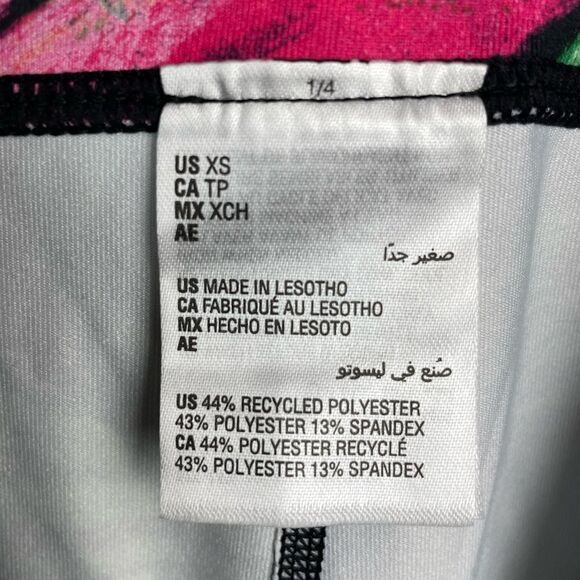 1/4
US XS
CA TP
MX XCH
AE
صغير جدًا
US MADE IN LESOTHO
CA FABRIQUÉ AU LESOTHO
MX HECHO EN LESOTO
AE
صُنع في ليسوتو
US 44% RECYCLED POLYESTER
43% POLYESTER 13% SPANDEX
CA 44% POLYESTER RECYCLÉ
43% POLYESTER 13% SPANDEX